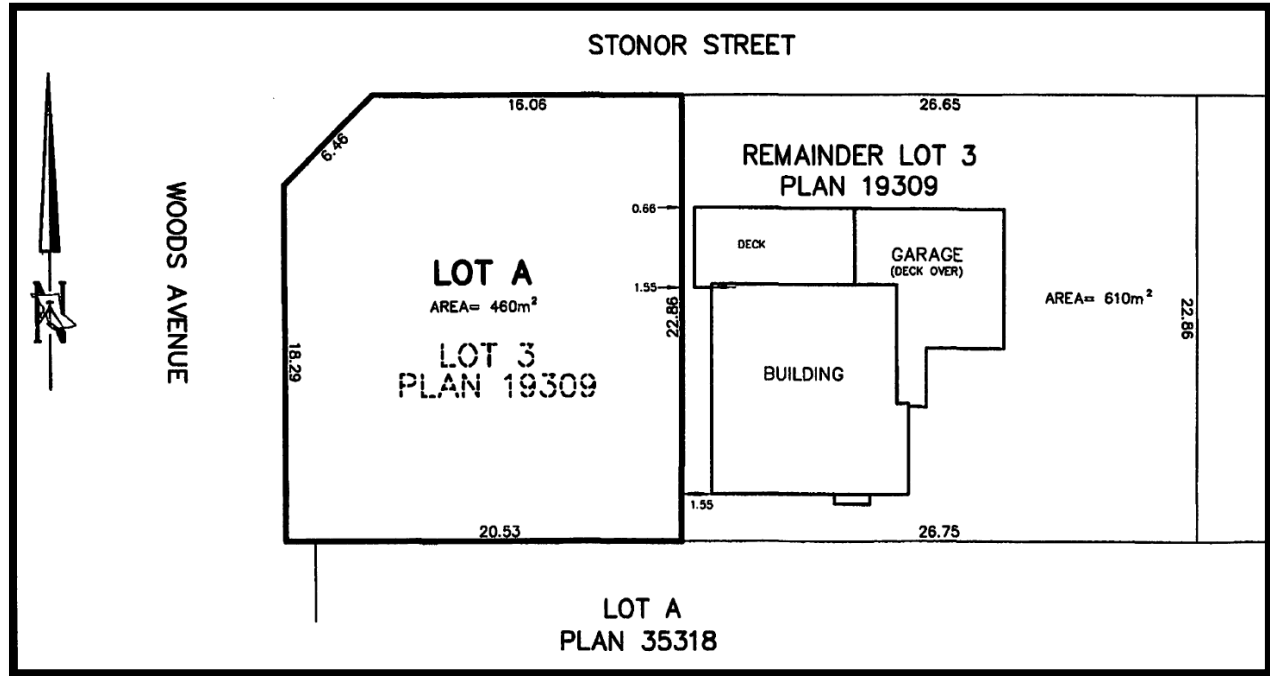 STONOR STREET
16.06
26.65
6.46
REMAINDER LOT 3
PLAN 19309
WOODS AVENUE
0.66
DECK
GARAGE
(DECK OVER)
LOT A
AREA= 460m²
1.55
22.86
AREA= 610m²
22.86
18.29
LOT 3
PLAN 19309
BUILDING
1.55
20.53
26.75
LOT A
PLAN 35318